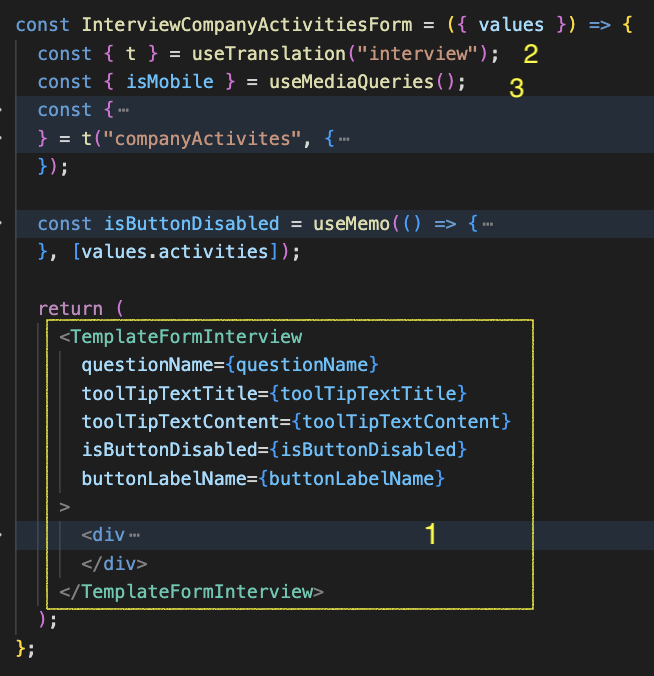 const InterviewCompanyActivitiesForm = ({ values }) => {
const { t } = useTranslation("interview"); 2
const { isMobile } = useMediaQueries(); 3
const {…
} = t("companyActivites", {…
});
const isButtonDisabled = useMemo(() => {…
}, [values.activities]);
return (
<TemplateFormInterview
questionName={questionName}
toolTipTextTitle={toolTipTextTitle}
toolTipTextContent={toolTipTextContent}
isButtonDisabled={isButtonDisabled}
buttonLabelName={buttonLabelName}
>
<div… 1
</div>
</TemplateFormInterview>
);
};